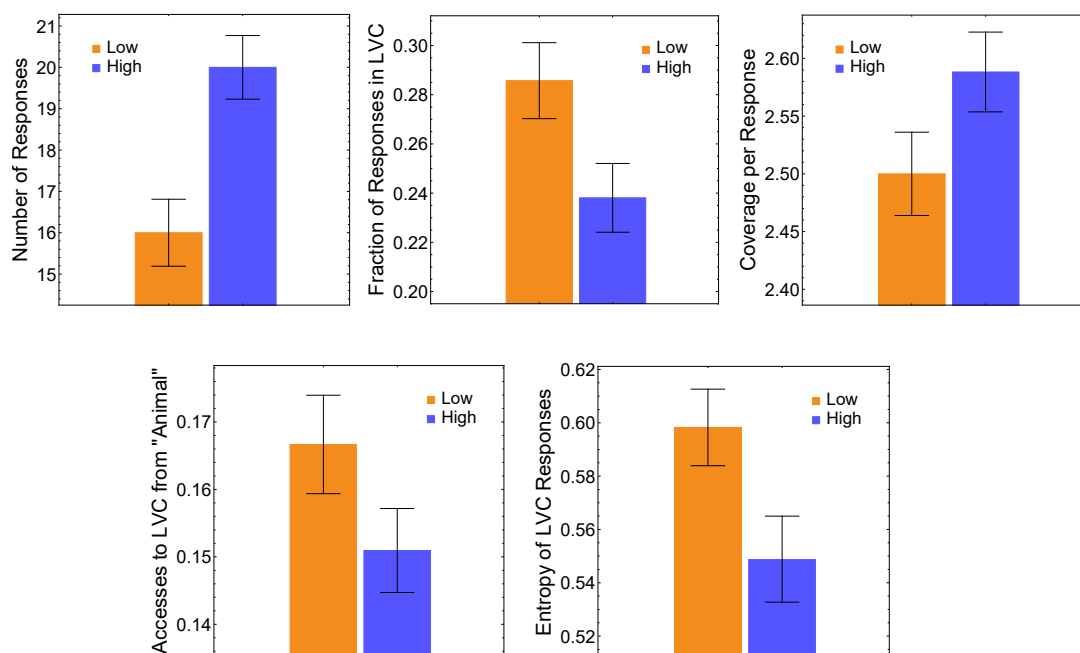 Number of Responses
21
20
19
18
17
16
15
Low
High
Fraction of Responses in LVC
0.30
0.28
0.26
0.24
0.22
0.20
Low
High
Coverage per Response
2.60
2.55
2.50
2.45
2.40
Low
High
Accesses to LVC from "Animal"
0.17
0.16
0.15
0.14
Low
High
Entropy of LVC Responses
0.62
0.60
0.58
0.56
0.54
0.52
Low
High